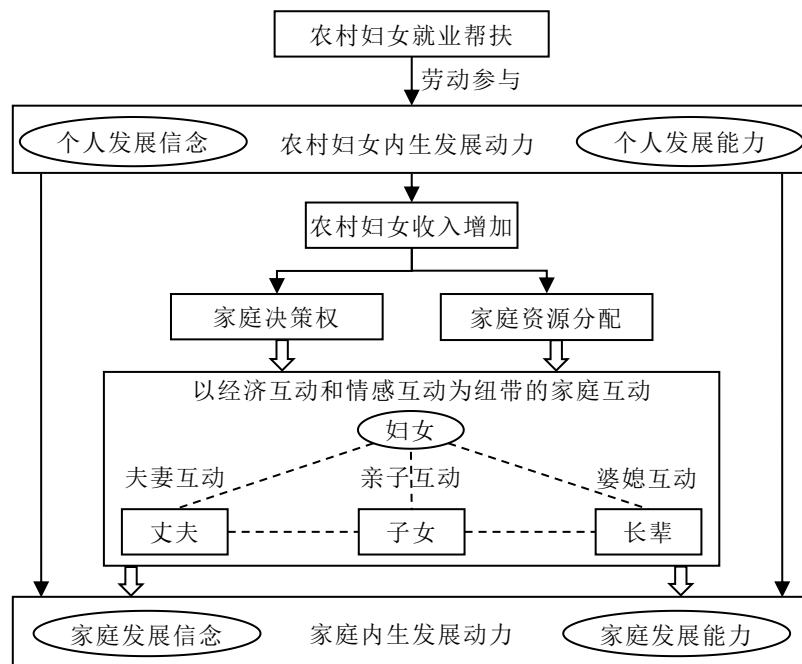 农村妇女就业帮扶
劳动参与
个人发展信念
农村妇女内生发展动力
个人发展能力
农村妇女收入增加
家庭决策权
家庭资源分配
以经济互动和情感互动为纽带的家庭互动
妇女
夫妻互动
亲子互动
婆媳互动
丈夫
子女
长辈
家庭发展信念
家庭内生发展动力
家庭发展能力